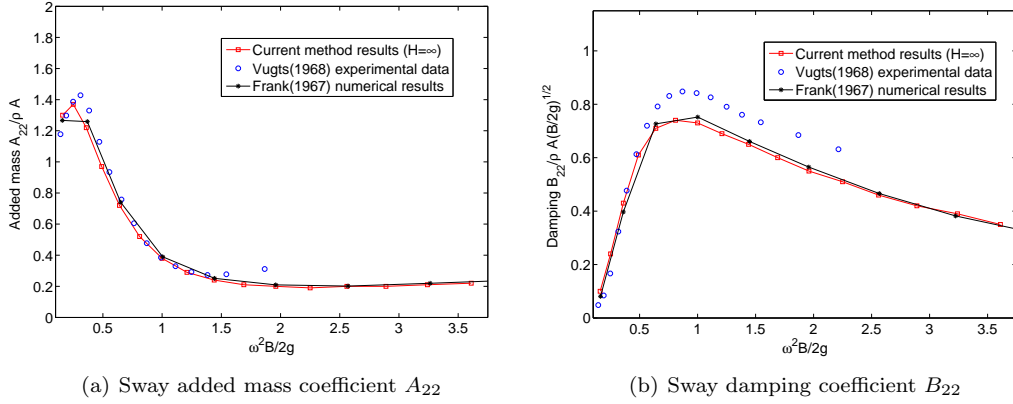 2
1.8
1.6
1.4
1.2
1
0.8
0.6
0.4
0.2
0
Added mass A₂₂/ρ A
Current method results (H=∞)
Vugts(1968) experimental data
Frank(1967) numerical results
0.5 1 1.5 2 2.5 3 3.5
ω²B/2g
(a) Sway added mass coefficient A₂₂
1
0.8
0.6
0.4
0.2
0
Damping B₂₂/ρ A(B/2g)^1/2
Current method results (H=∞)
Vugts(1968) experimental data
Frank(1967) numerical results
0.5 1 1.5 2 2.5 3 3.5
ω²B/2g
(b) Sway damping coefficient B₂₂